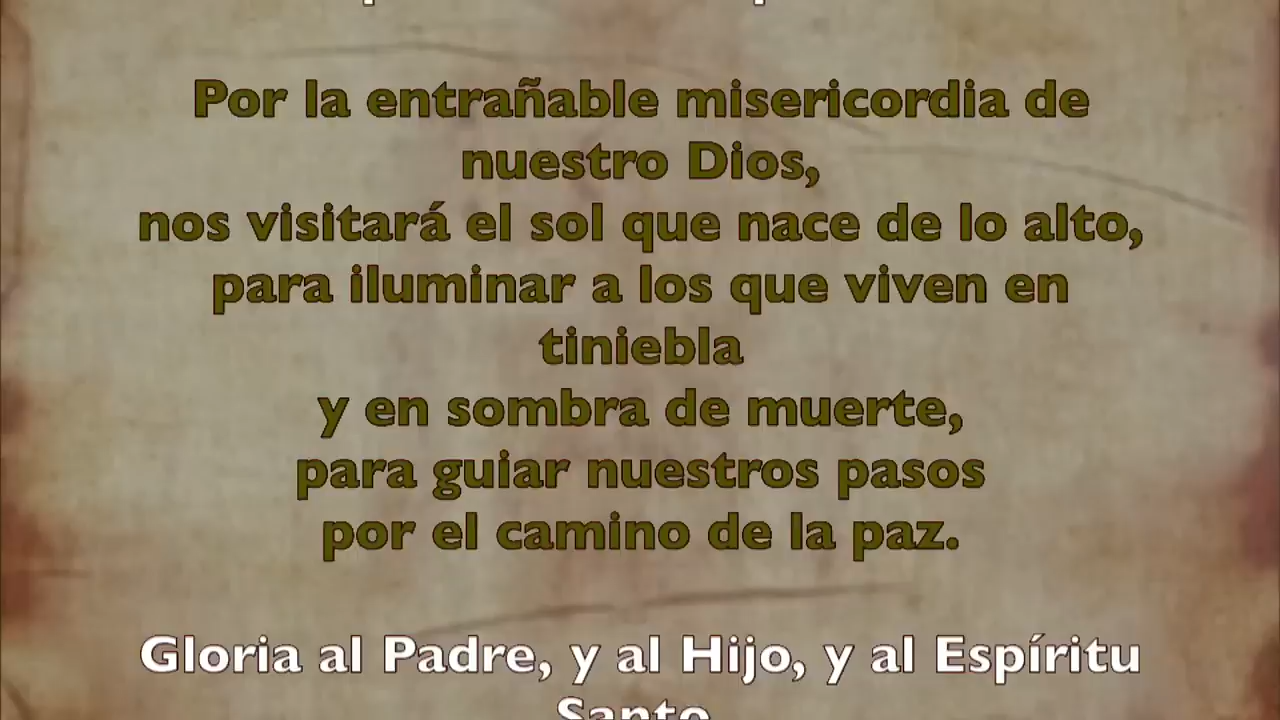 Por la entrañable misericordia de
nuestro Dios,
nos visitará el sol que nace de lo alto,
para iluminar a los que viven en
tiniebla
y en sombra de muerte,
para guiar nuestros pasos
por el camino de la paz.
Gloria al Padre, y al Hijo, y al Espíritu
Santo